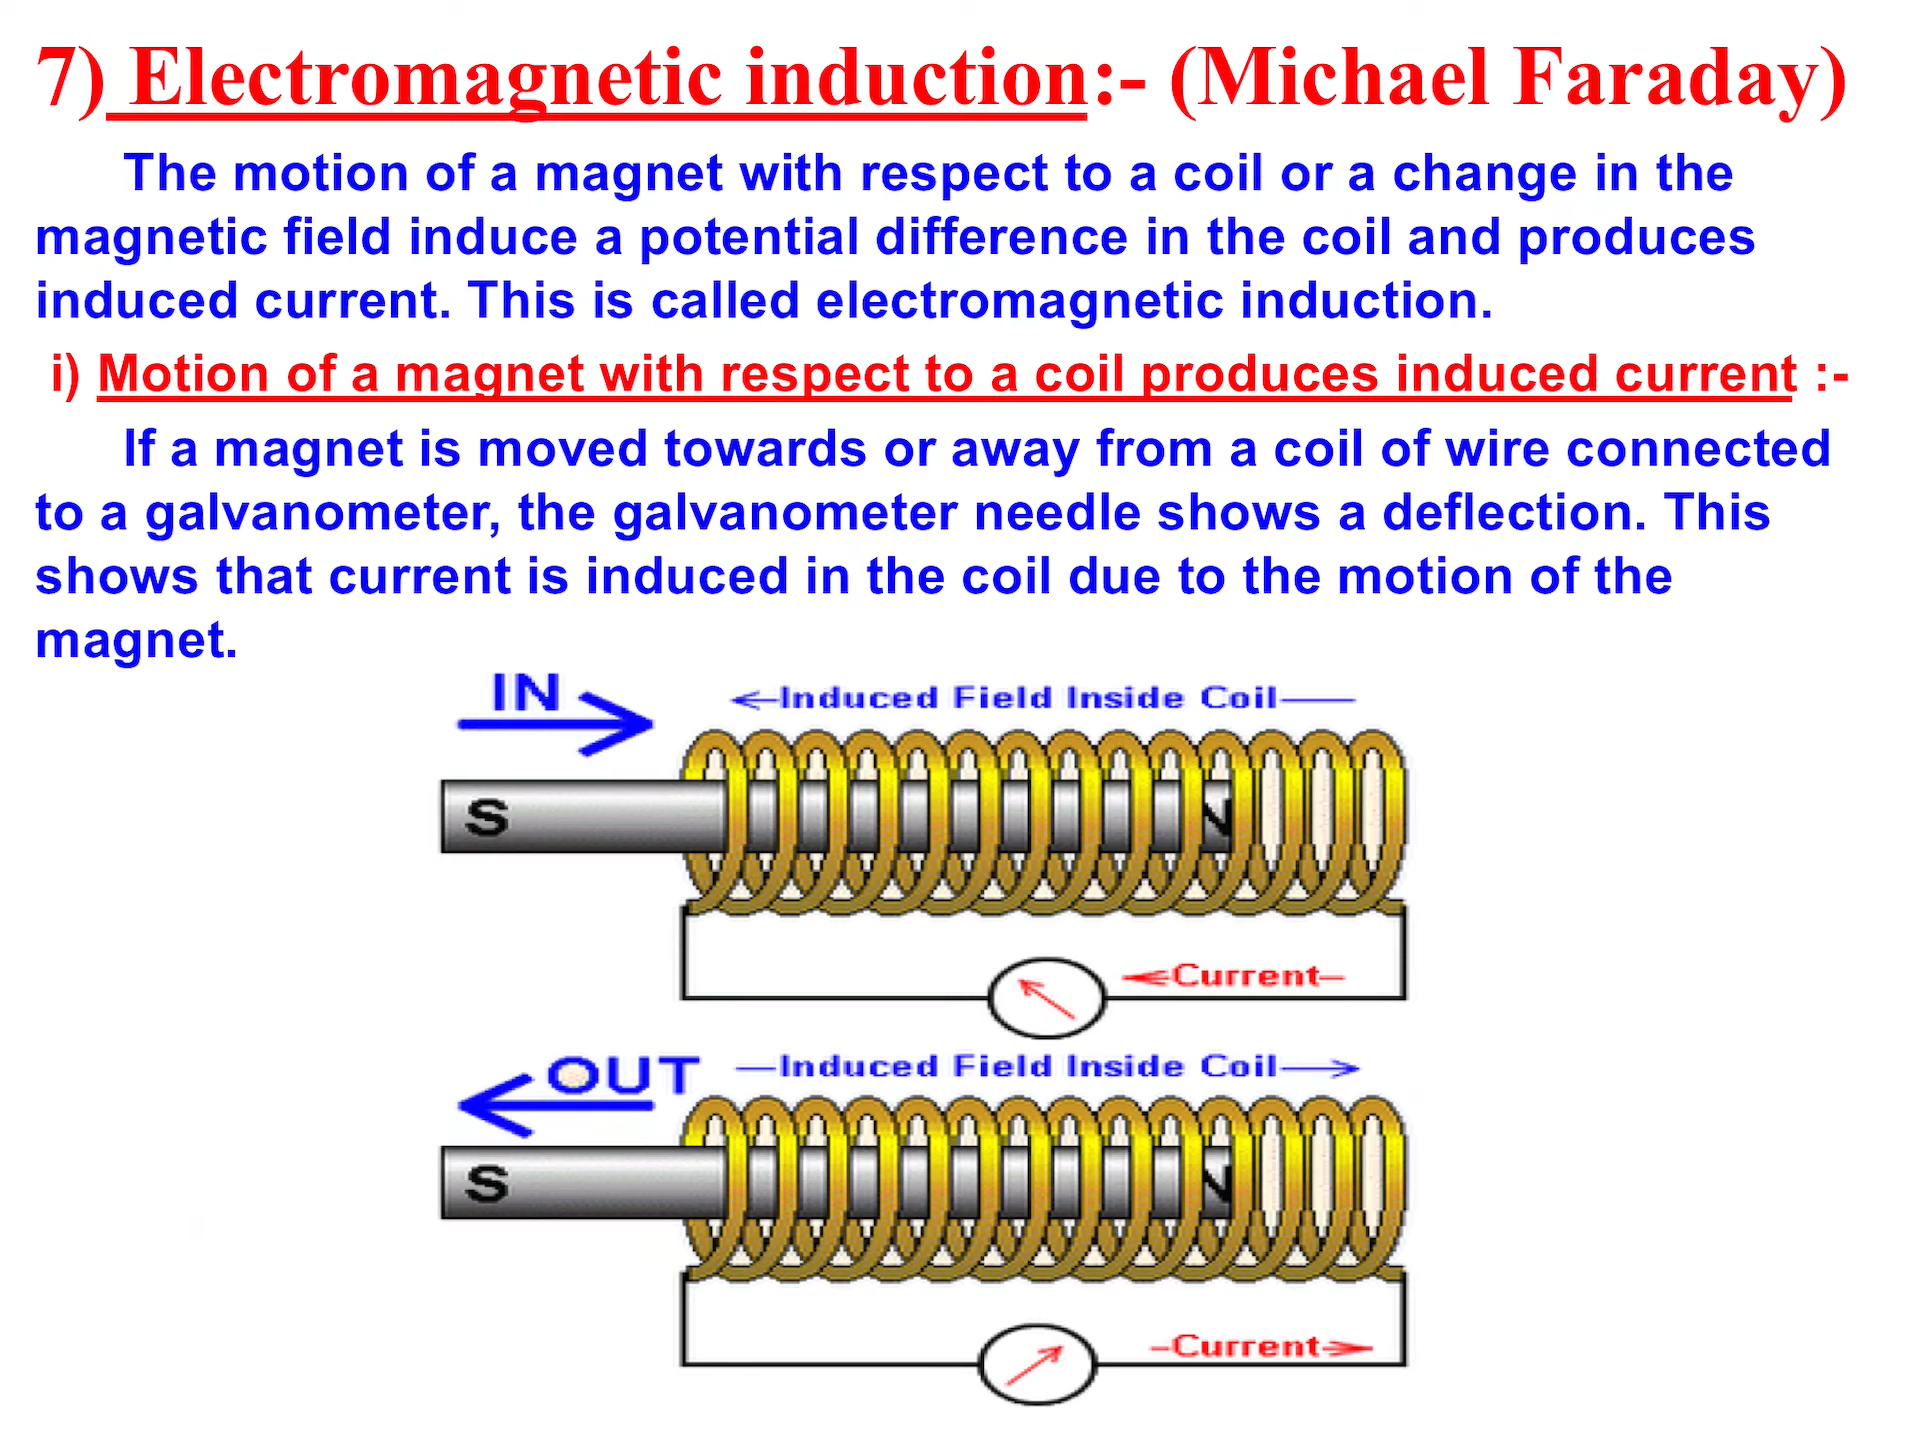 7) Electromagnetic induction:- (Michael Faraday)
The motion of a magnet with respect to a coil or a change in the
magnetic field induce a potential difference in the coil and produces
induced current. This is called electromagnetic induction.
i) Motion of a magnet with respect to a coil produces induced current :-
If a magnet is moved towards or away from a coil of wire connected
to a galvanometer, the galvanometer needle shows a deflection. This
shows that current is induced in the coil due to the motion of the
magnet.
IN
Induced Field Inside Coil
S N
Current
OUT
Induced Field Inside Coil
S N
Current